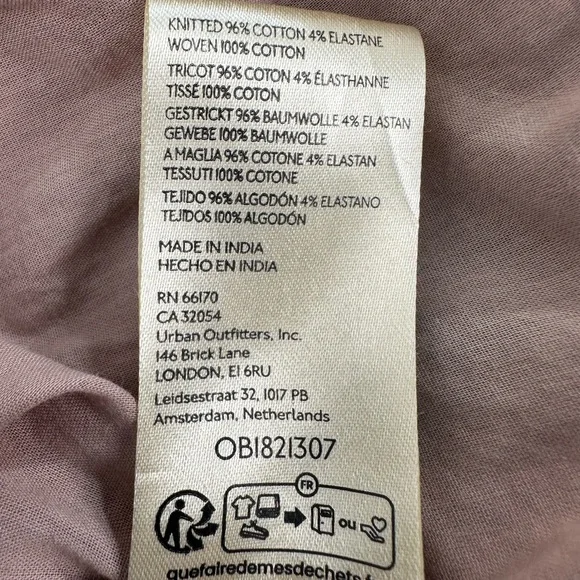 KNITTED 96% COTTON 4% ELASTANE
WOVEN 100% COTTON
TRICOT 96% COTON 4% ÉLASTHANNE
TISSÉ 100% COTON
GESTRICKT 96% BAUMWOLLE 4% ELASTAN
GEWEBE 100% BAUMWOLLE
A MAGLIA 96% COTONE 4% ELASTAN
TESSUTI 100% COTONE
TEJIDO 96% ALGODÓN 4% ELASTANO
TEJIDOS 100% ALGODÓN
MADE IN INDIA
HECHO EN INDIA
RN 66170
CA 32054
Urban Outfitters, Inc.
146 Brick Lane
LONDON, E1 6RU
Leidsestraat 32, 1017 PB
Amsterdam, Netherlands
OB1821307
FR
ou
quefairedemesdechets